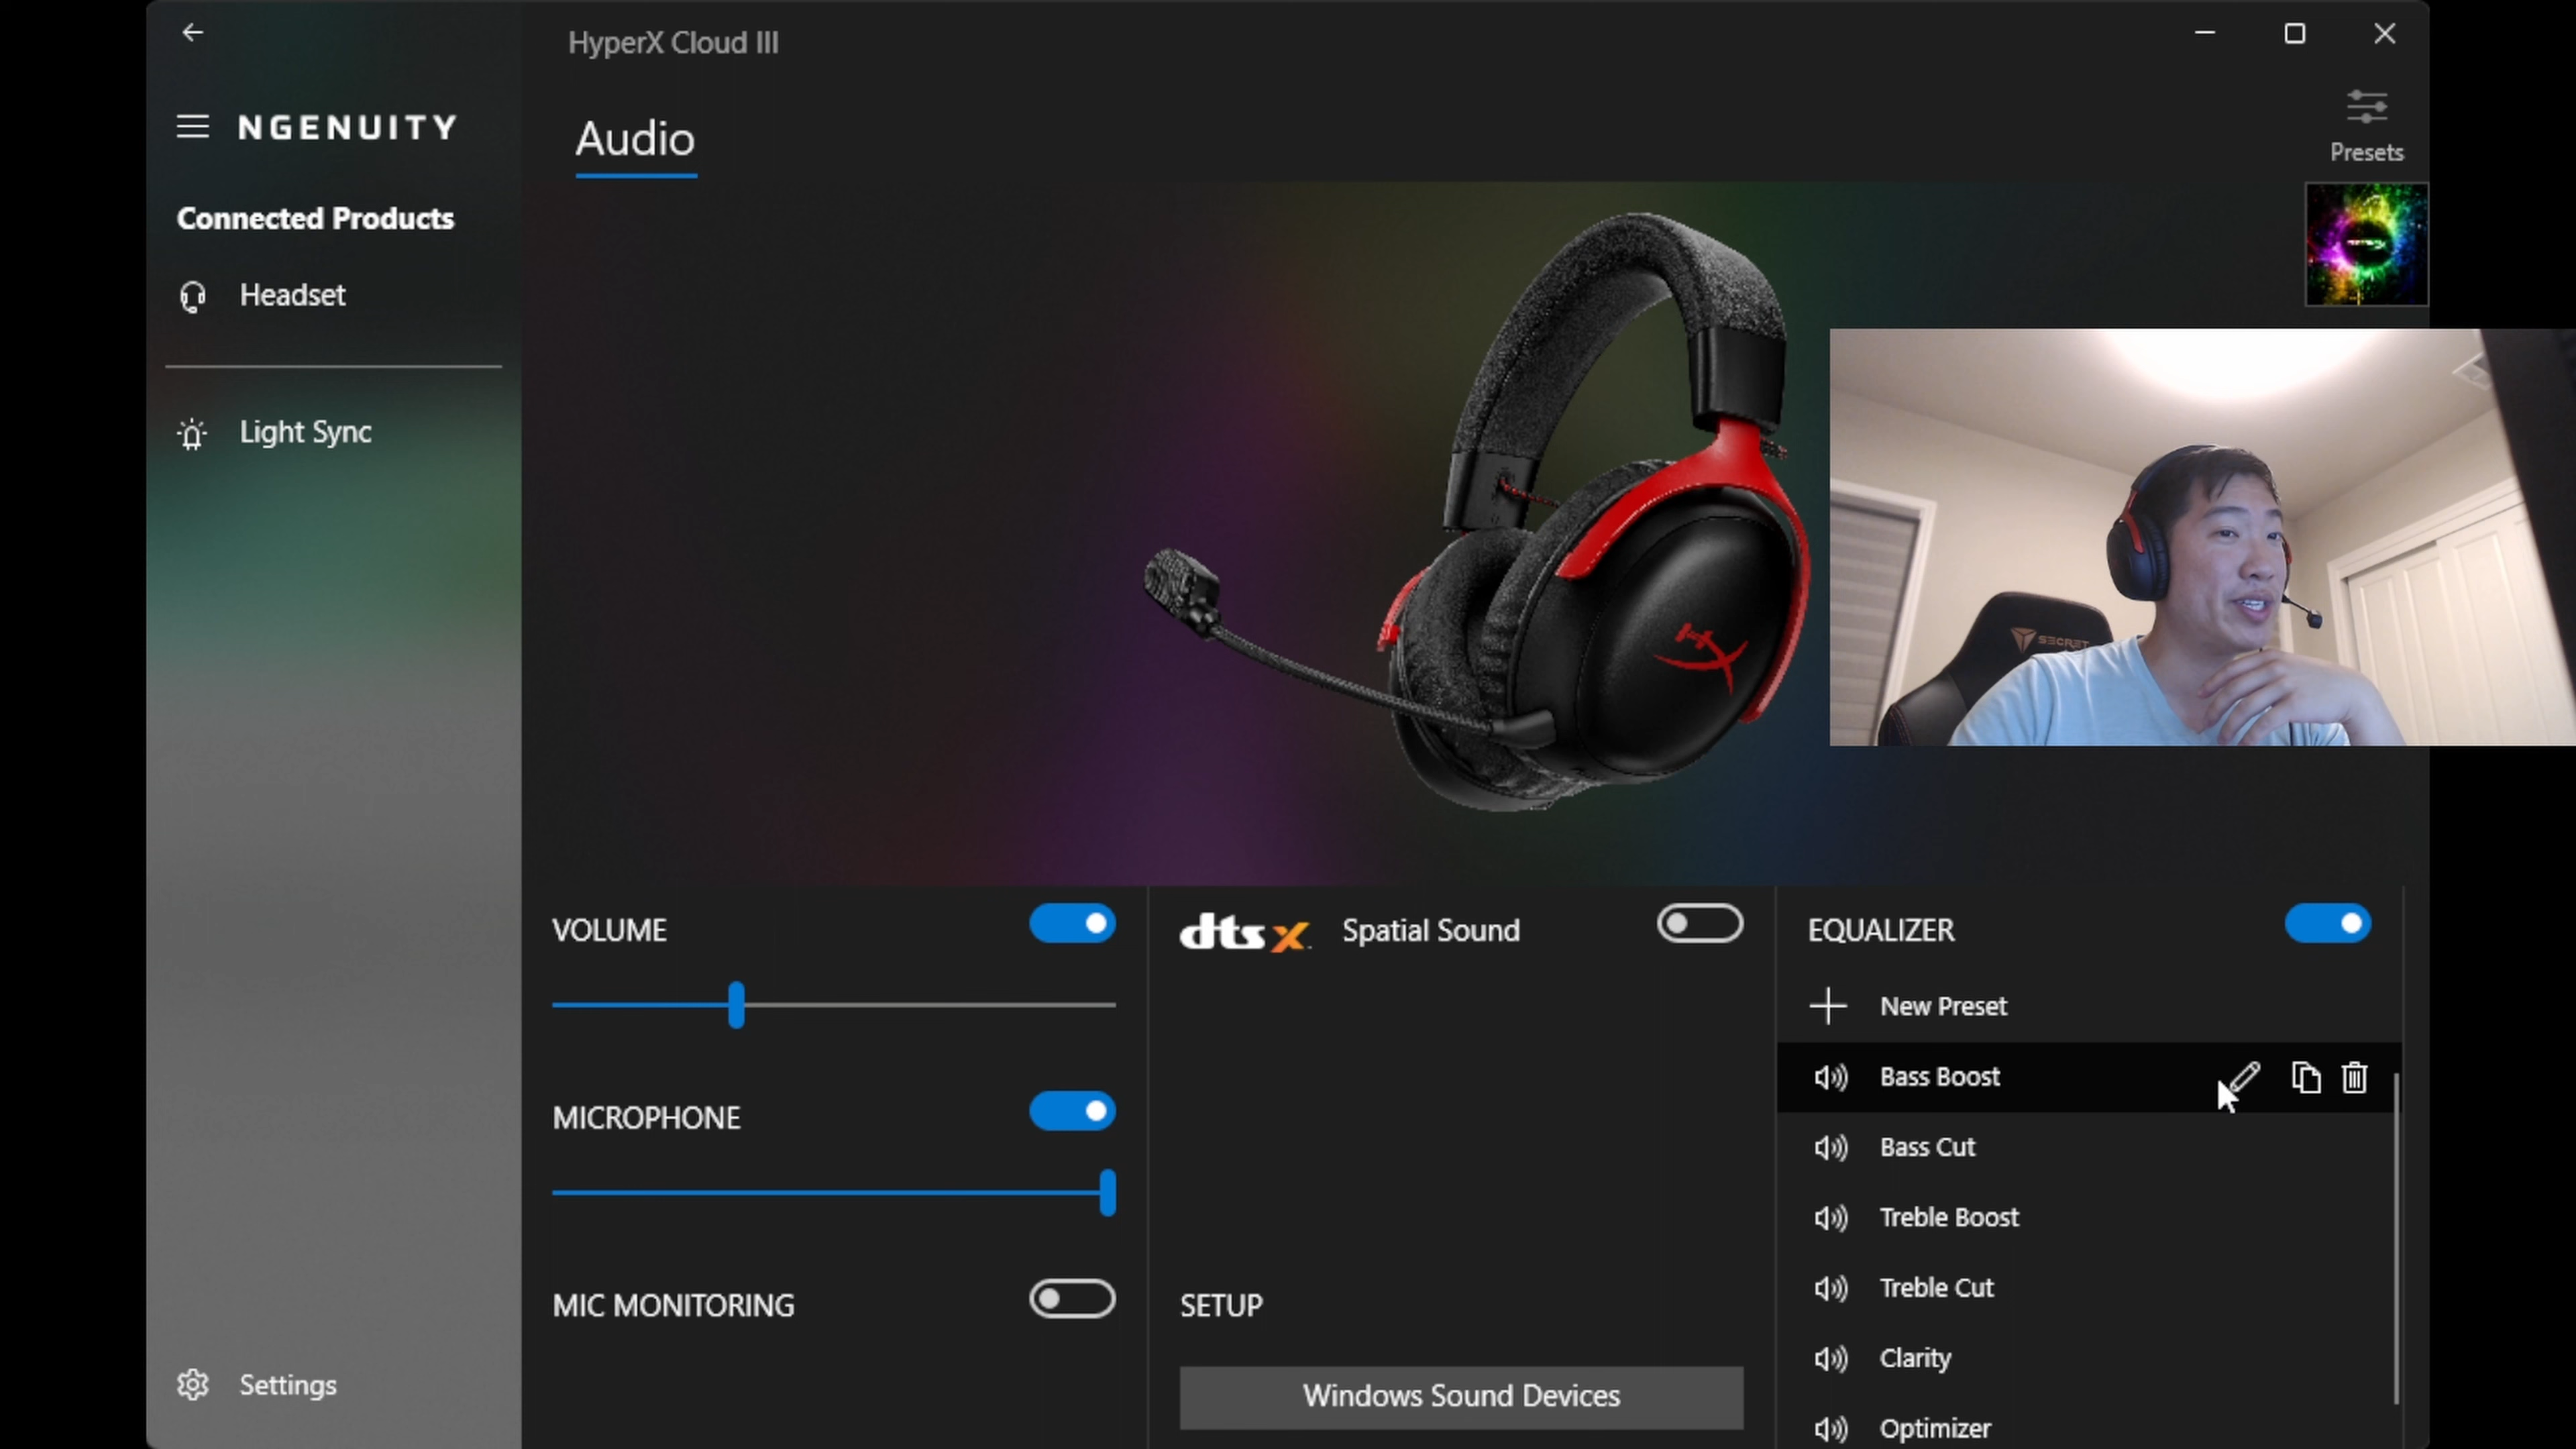 HyperX Cloud III
NGENUITY
Audio
Presets
Connected Products
Headset
Light Sync
Settings
SECRET
VOLUME
MICROPHONE
MIC MONITORING
dts x
Spatial Sound
SETUP
Windows Sound Devices
EQUALIZER
New Preset
Bass Boost
Bass Cut
Treble Boost
Treble Cut
Clarity
Optimizer